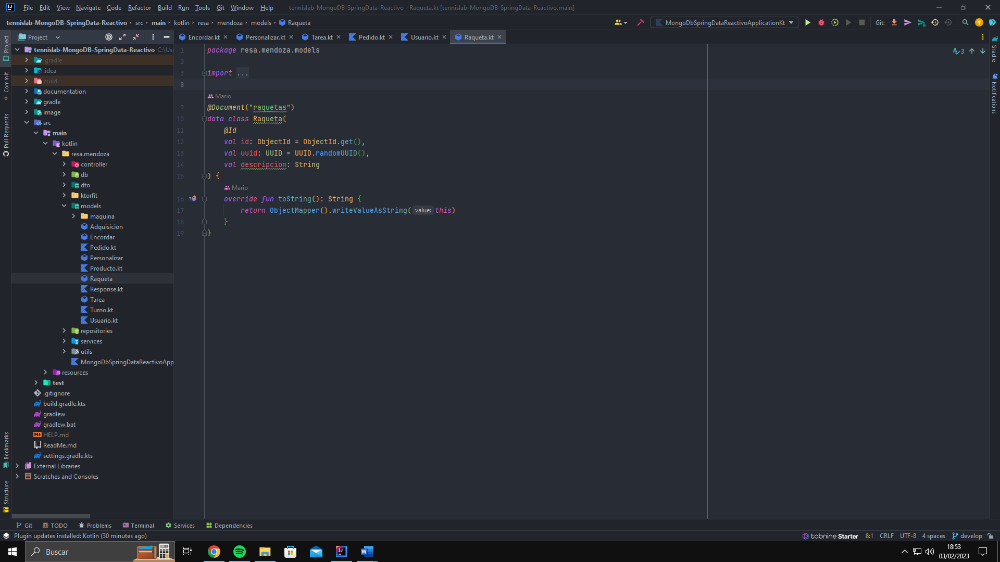 File Edit View Navigate Code Refactor Build Run Tools Git Window Help tennislab-MongoDB-SpringData-Reactivo - Raqueta.kt [tennislab-MongoDB-SpringData-Reactivo.main]
tennislab-MongoDB-SpringData-Reactivo › src › main › kotlin › resa › mendoza › models › Raqueta MongoDbSpringDataReactivoApplicationKt Git:
Project Encordar.kt Personalizar.kt Tarea.kt Pedido.kt Usuario.kt Raqueta.kt
Project
Commit
Pull Requests
Bookmarks
Structure
tennislab-MongoDB-SpringData-Reactivo C:\Use
.gradle
.idea
build
documentation
gradle
image
src
main
kotlin
resa.mendoza
controller
db
dto
ktorfit
models
maquina
Adquisicion
Encordar
Pedido.kt
Personalizar
Producto.kt
Raqueta
Response.kt
Tarea
Turno.kt
Usuario.kt
repositories
services
utils
MongoDbSpringDataReactivoApp
resources
test
.gitignore
build.gradle.kts
gradlew
gradlew.bat
HELP.md
ReadMe.md
settings.gradle.kts
External Libraries
Scratches and Consoles
1 package resa.mendoza.models
2
3 import ...
8
Mario
9 @Document("raquetas")
10 data class Raqueta(
11 @Id
12 val id: ObjectId = ObjectId.get(),
13 val uuid: UUID = UUID.randomUUID(),
14 val descripcion: String
15 ) {
Mario
16 override fun toString(): String {
17 return ObjectMapper().writeValueAsString( value: this)
18 }
19 }
3
Gradle
Notifications
Git TODO Problems Terminal Services Dependencies
Plugin updates installed: Kotlin (30 minutes ago) tabnine Starter 8:1 CRLF UTF-8 4 spaces develop
Buscar
18:53
03/02/2023